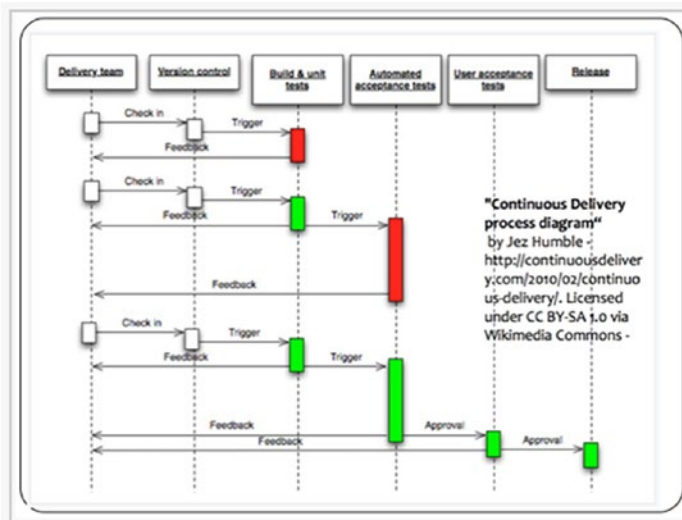 Delivery team Version control Build & unit tests Automated acceptance tests User acceptance tests Release
Check in
Trigger
Feedback
Check in
Trigger
Feedback
Trigger
Feedback
Check in
Trigger
Feedback
Trigger
Feedback
Approval
Feedback
Approval
"Continuous Delivery
process diagram“
by Jez Humble -
http://continuousdeliver
y.com/2010/02/continuo
us-delivery/. Licensed
under CC BY-SA 1.0 via
Wikimedia Commons -